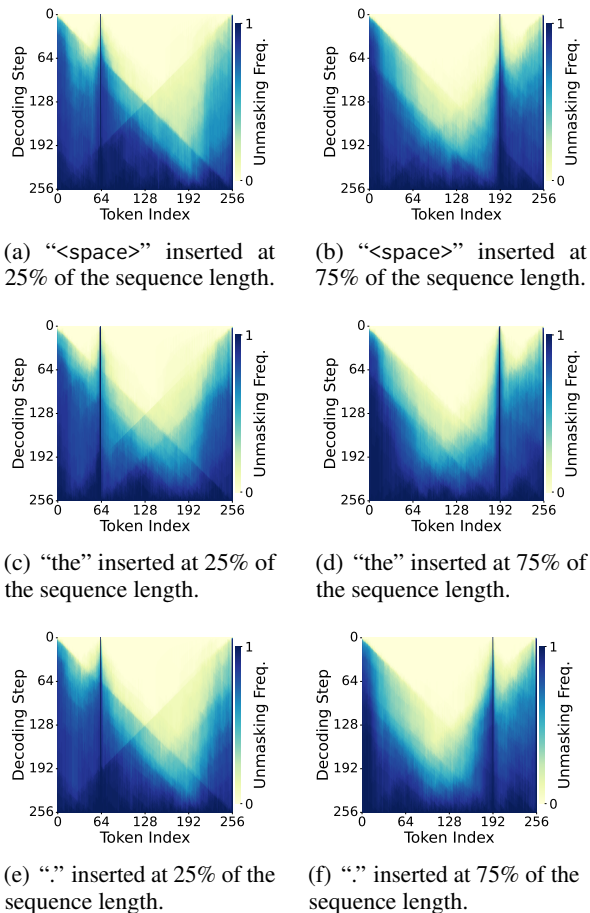 0
64
128
192
256
Decoding Step
0 64 128 192 256
Token Index
1
0
Unmasking Freq.
0
64
128
192
256
Decoding Step
0 64 128 192 256
Token Index
1
0
Unmasking Freq.
(a) “<space>” inserted at
25% of the sequence length.
(b) “<space>” inserted at
75% of the sequence length.
0
64
128
192
256
Decoding Step
0 64 128 192 256
Token Index
1
0
Unmasking Freq.
0
64
128
192
256
Decoding Step
0 64 128 192 256
Token Index
1
0
Unmasking Freq.
(c) “the” inserted at 25% of
the sequence length.
(d) “the” inserted at 75% of
the sequence length.
0
64
128
192
256
Decoding Step
0 64 128 192 256
Token Index
1
0
Unmasking Freq.
0
64
128
192
256
Decoding Step
0 64 128 192 256
Token Index
1
0
Unmasking Freq.
(e) “.” inserted at 25% of the
sequence length.
(f) “.” inserted at 75% of the
sequence length.